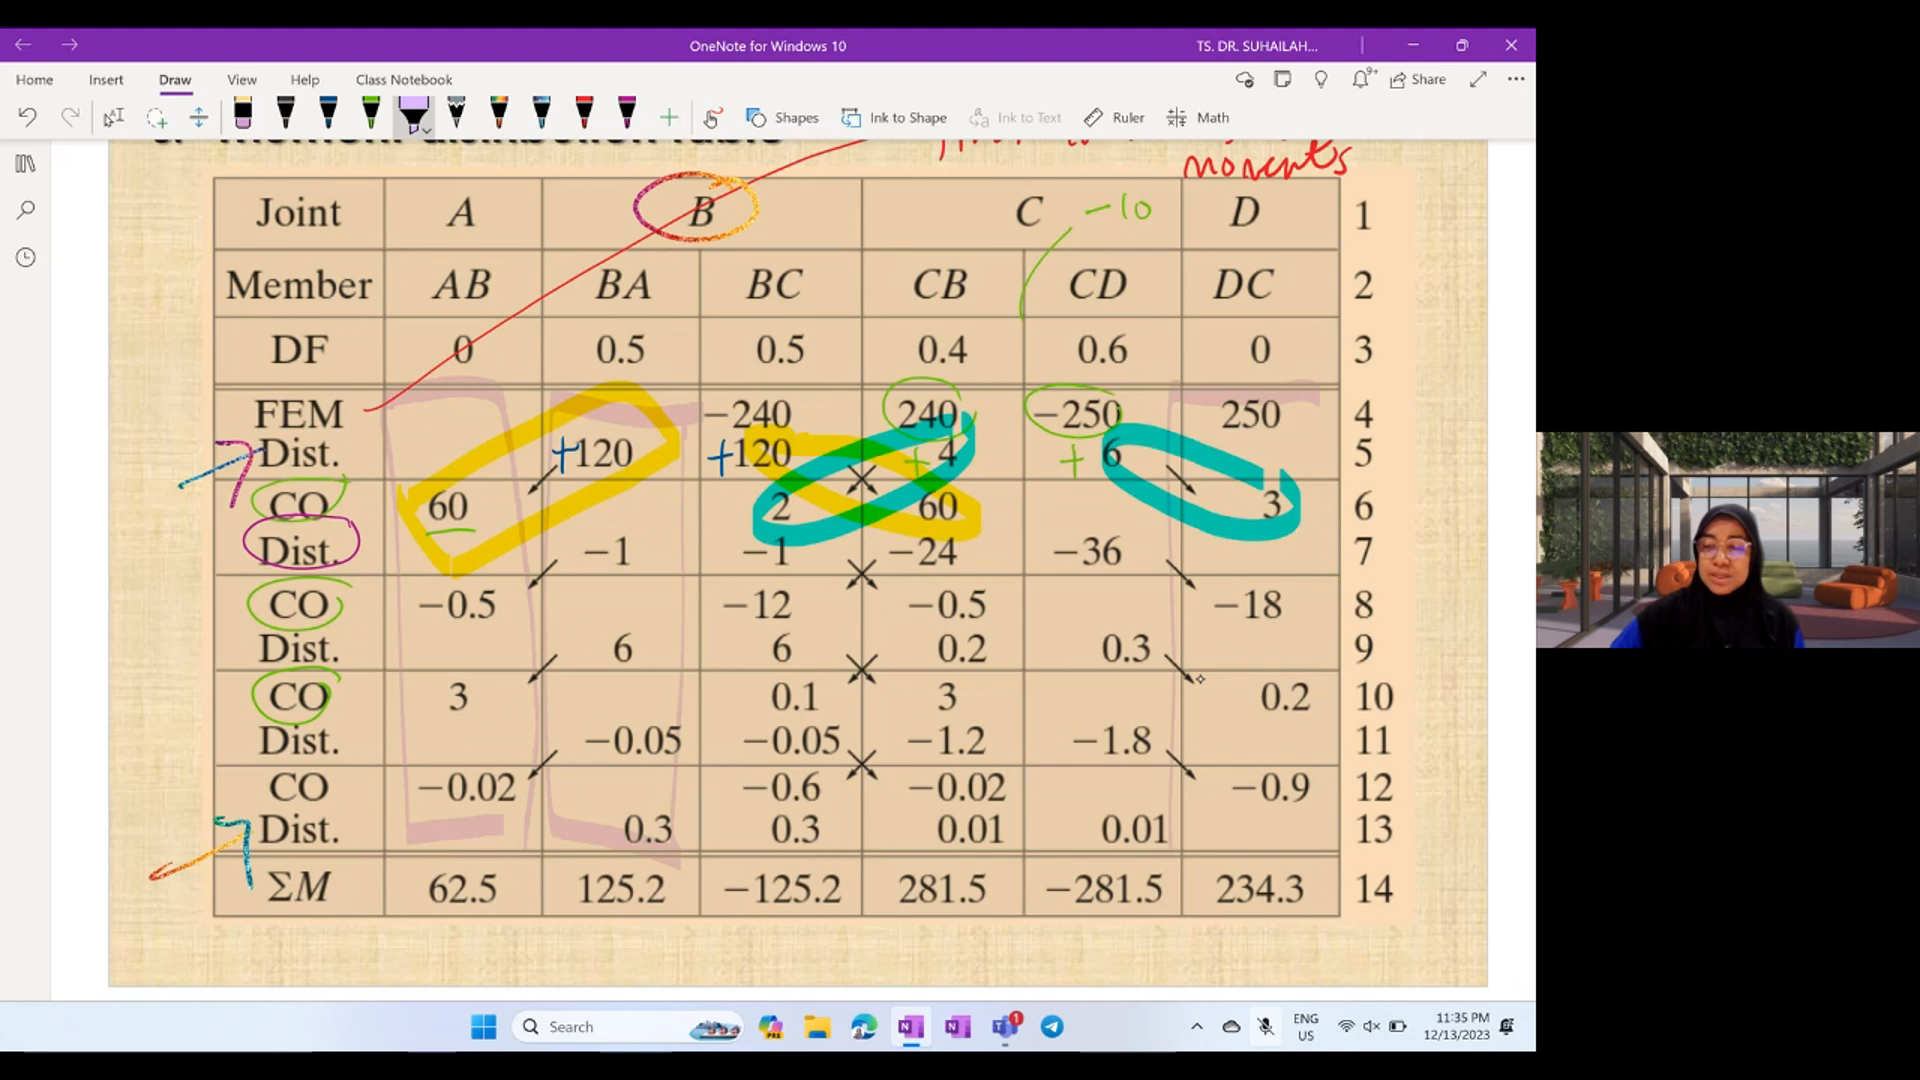 OneNote for Windows 10
TS. DR. SUHAILAH...
Home Insert Draw View Help Class Notebook
9+ Share
Shapes Ink to Shape Ink to Text Ruler Math
moments
Joint A B C -10 D 1
Member AB BA BC CB CD DC 2
DF 0 0.5 0.5 0.4 0.6 0 3
FEM −240 240 −250 250 4
Dist. +120 +120 + 4 + 6 5
CO 60 2 60 3 6
Dist. −1 −1 −24 −36 7
CO −0.5 −12 −0.5 −18 8
Dist. 6 6 0.2 0.3 9
CO 3 0.1 3 0.2 10
Dist. −0.05 −0.05 −1.2 −1.8 11
CO −0.02 −0.6 −0.02 −0.9 12
Dist. 0.3 0.3 0.01 0.01 13
ΣM 62.5 125.2 −125.2 281.5 −281.5 234.3 14
Search
PRE
1
ENG
US
11:35 PM
12/13/2023